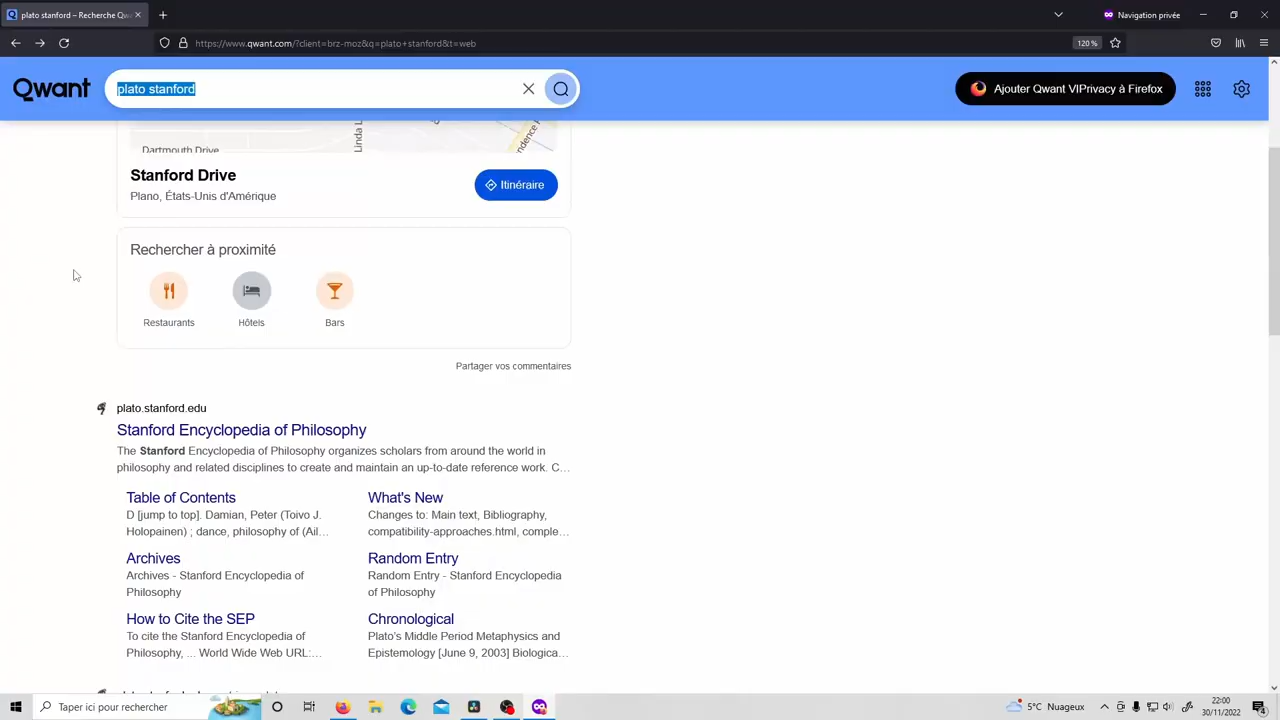 plato stanford – Recherche Qw
Navigation privée
https://www.qwant.com/?client=brz-moz&q=plato+stanford&t=web
120 %
Qwant
plato stanford
Ajouter Qwant VIPrivacy à Firefox
Dartmouth Drive
Linda L
dence P
Stanford Drive
Plano, États-Unis d'Amérique
Itinéraire
Rechercher à proximité
Restaurants
Hôtels
Bars
Partager vos commentaires
plato.stanford.edu
Stanford Encyclopedia of Philosophy
The Stanford Encyclopedia of Philosophy organizes scholars from around the world in
philosophy and related disciplines to create and maintain an up-to-date reference work. C…
Table of Contents
D [jump to top]. Damian, Peter (Toivo J.
Holopainen) ; dance, philosophy of (Ail…
What's New
Changes to: Main text, Bibliography,
compatibility-approaches.html, comple…
Archives
Archives - Stanford Encyclopedia of
Philosophy
Random Entry
Random Entry - Stanford Encyclopedia
of Philosophy
How to Cite the SEP
To cite the Stanford Encyclopedia of
Philosophy, ... World Wide Web URL:…
Chronological
Plato's Middle Period Metaphysics and
Epistemology [June 9, 2003] Biologica…
Taper ici pour rechercher
5°C Nuageux
22:00
30/11/2022
4